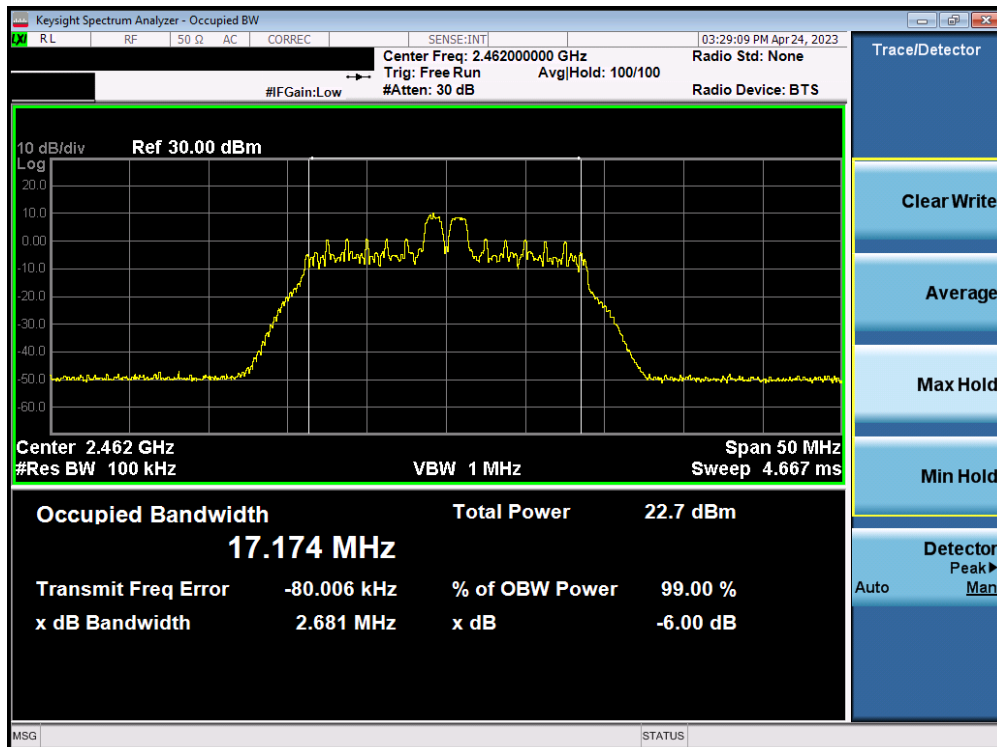 Keysight Spectrum Analyzer - Occupied BW
LXI RL RF 50 Ω AC CORREC SENSE:INT 03:29:09 PM Apr 24, 2023
Center Freq: 2.462000000 GHz Radio Std: None
Trig: Free Run Avg|Hold: 100/100
#IFGain:Low #Atten: 30 dB Radio Device: BTS
10 dB/div Ref 30.00 dBm
Log
20.0
10.0
0.00
-10.0
-20.0
-30.0
-40.0
-50.0
-60.0
Center 2.462 GHz Span 50 MHz
#Res BW 100 kHz VBW 1 MHz Sweep 4.667 ms
Occupied Bandwidth Total Power 22.7 dBm
17.174 MHz
Transmit Freq Error -80.006 kHz % of OBW Power 99.00 %
x dB Bandwidth 2.681 MHz x dB -6.00 dB
MSG STATUS
Trace/Detector
Clear Write
Average
Max Hold
Min Hold
Detector
Peak▶
Auto Man